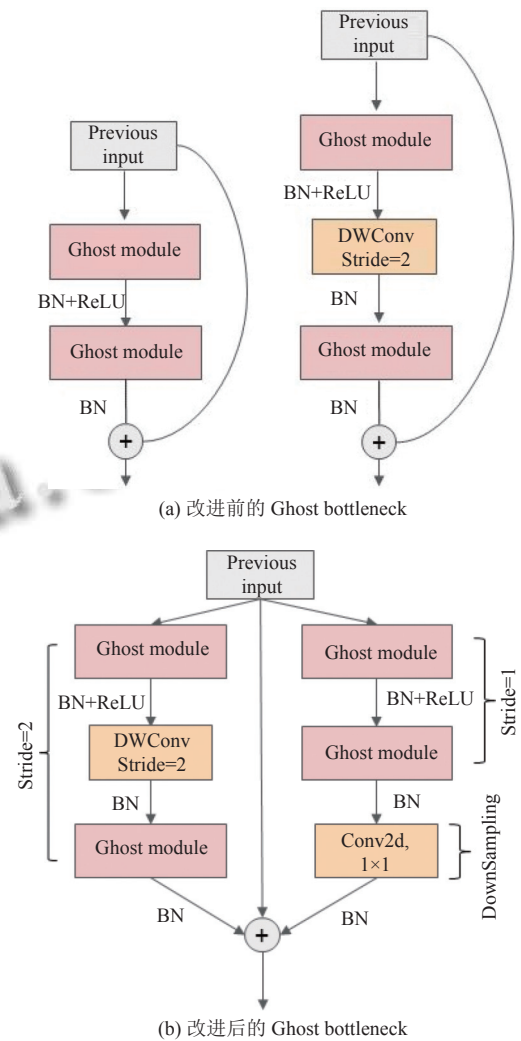 Previous
input
Ghost module
BN+ReLU
Ghost module
BN
+
Previous
input
Ghost module
BN+ReLU
DWConv
Stride=2
BN
Ghost module
BN
+
(a) 改进前的 Ghost bottleneck
Previous
input
Stride=2
Ghost module
BN+ReLU
DWConv
Stride=2
BN
Ghost module
BN
Ghost module
BN+ReLU
Ghost module
Stride=1
BN
Conv2d,
1×1
DownSampling
BN
+
(b) 改进后的 Ghost bottleneck